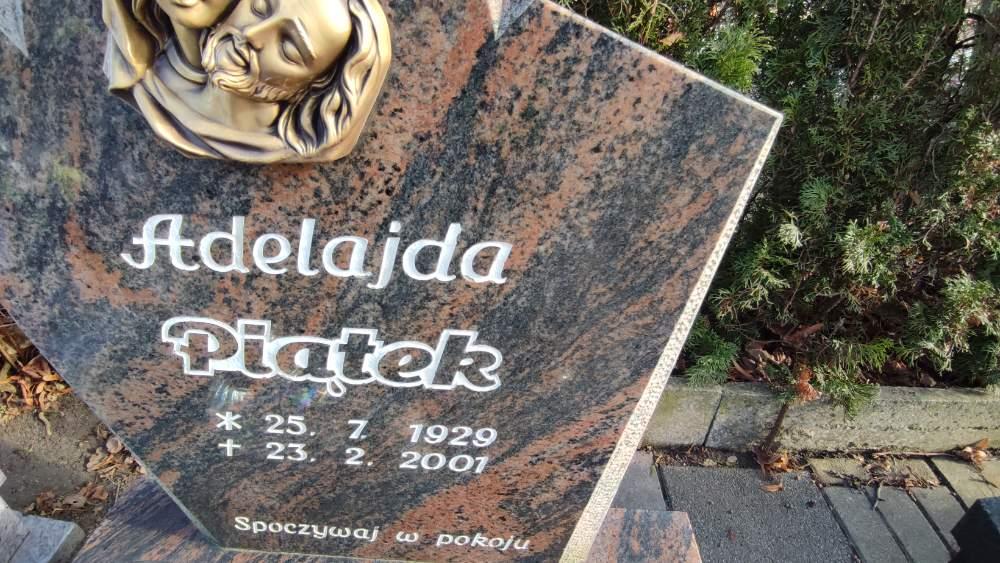 Adelajda
Piątek
* 25. 7. 1929
† 23. 2. 2001
Spoczywaj w pokoju